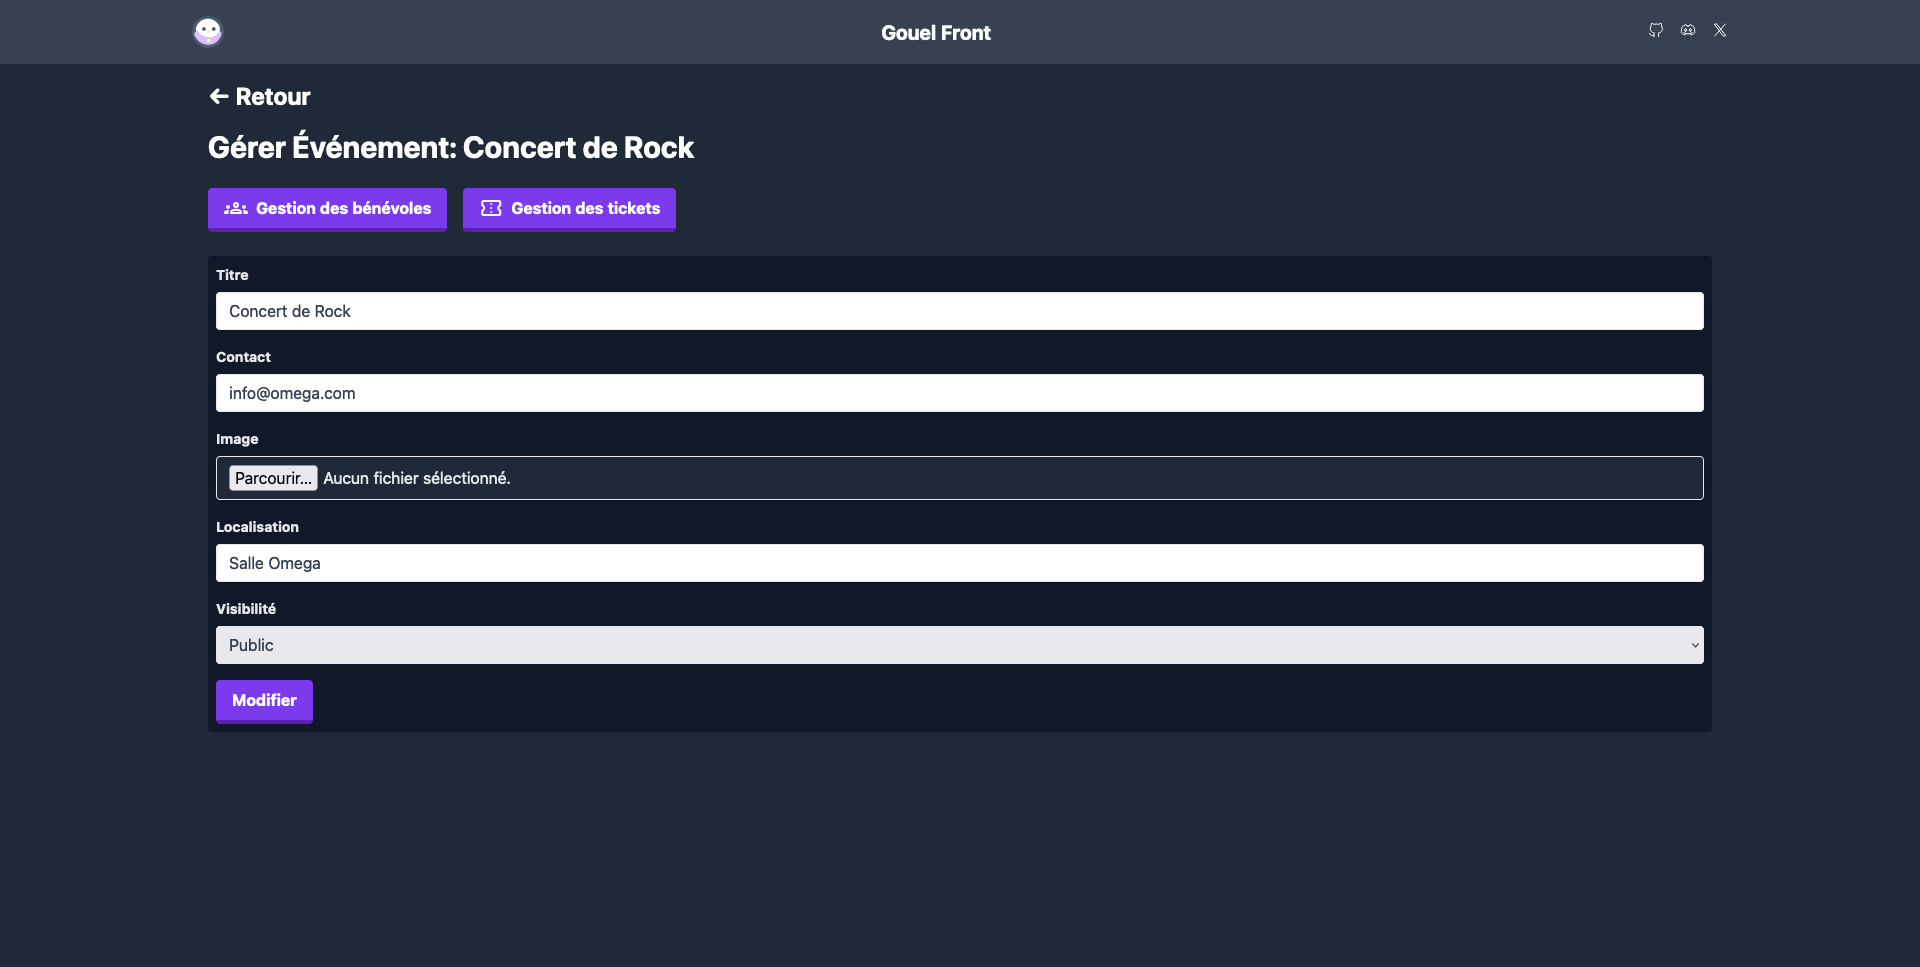 Gouel Front
Retour
Gérer Événement: Concert de Rock
Gestion des bénévoles
Gestion des tickets
Titre
Concert de Rock
Contact
info@omega.com
Image
Parcourir... Aucun fichier sélectionné.
Localisation
Salle Omega
Visibilité
Public
Modifier